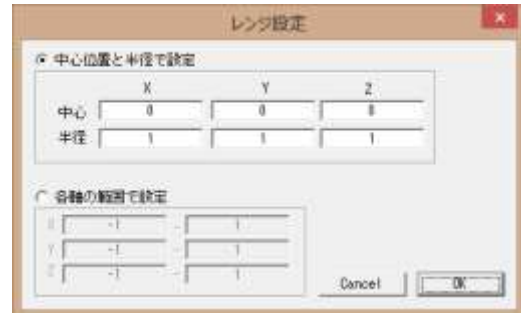 レンジ設定
中心位置と半径で設定
X Y Z
中心 0 0 0
半径 1 1 1
各軸の範囲で設定
X -1 - 1
Y -1 - 1
Z -1 - 1
Cancel OK